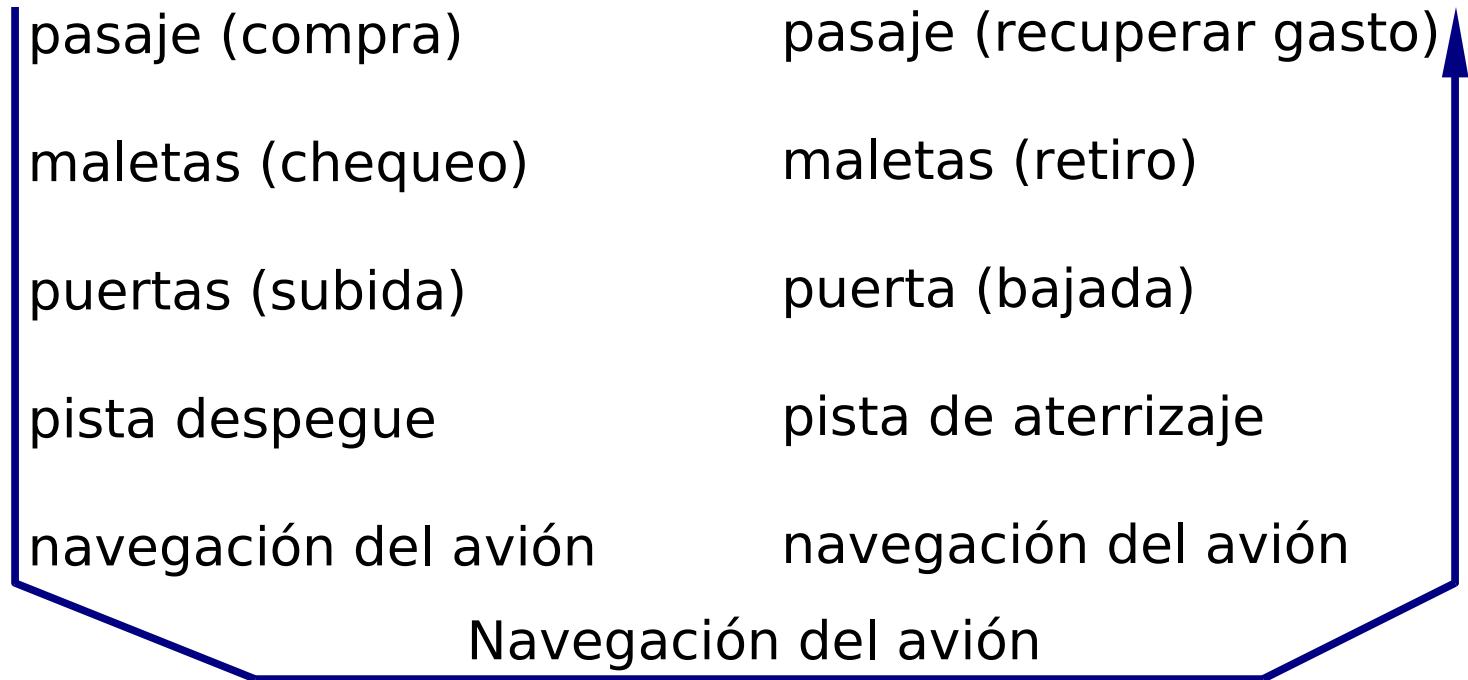 pasaje (compra)
maletas (chequeo)
puertas (subida)
pista despegue
navegación del avión
pasaje (recuperar gasto)
maletas (retiro)
puerta (bajada)
pista de aterrizaje
navegación del avión
Navegación del avión